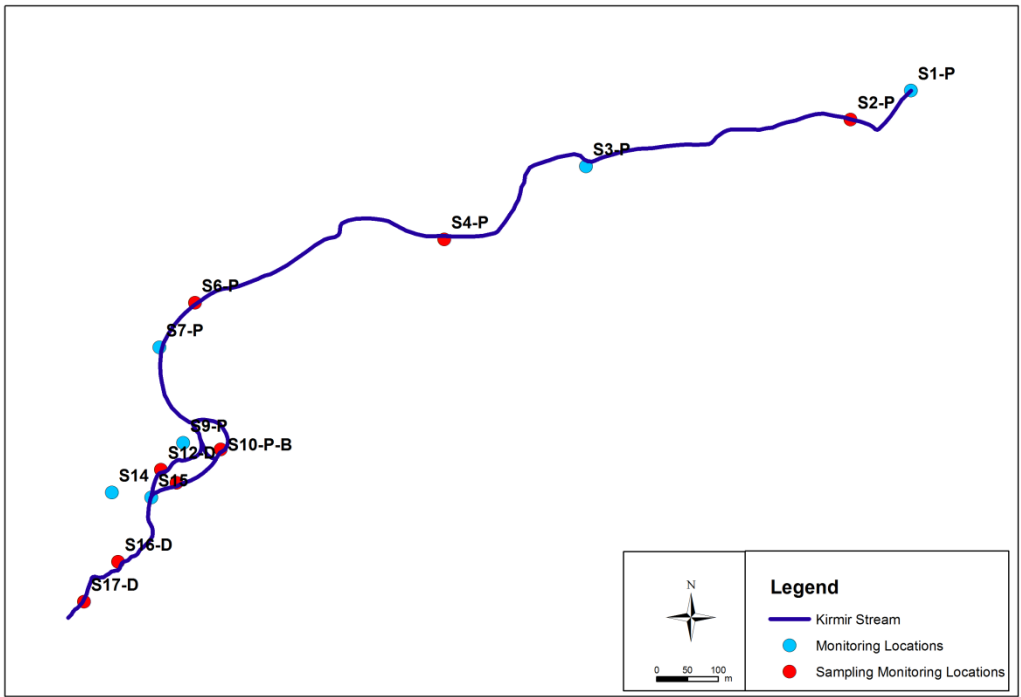 S1-P
S2-P
S3-P
S4-P
S6-P
S7-P
S9-P
S10-P-B
S12-D
S14
S15
S16-D
S17-D
N
0 50 100
m
Legend
Kirmir Stream
Monitoring Locations
Sampling Monitoring Locations